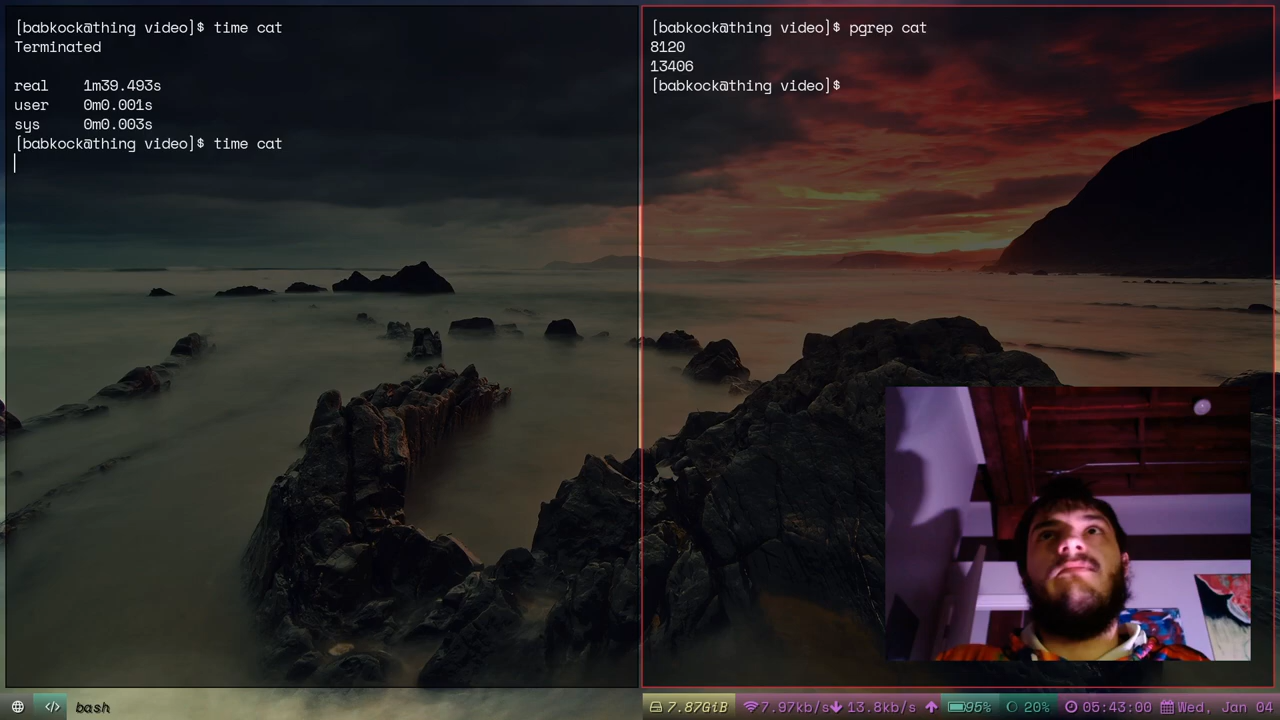 [babkock@thing video]$ time cat
Terminated
real 1m39.493s
user 0m0.001s
sys 0m0.003s
[babkock@thing video]$ time cat
[babkock@thing video]$ pgrep cat
8120
13406
[babkock@thing video]$
</> bash 7.87GiB 7.97kb/s 13.8kb/s 95% 20% 05:43:00 Wed, Jan 04